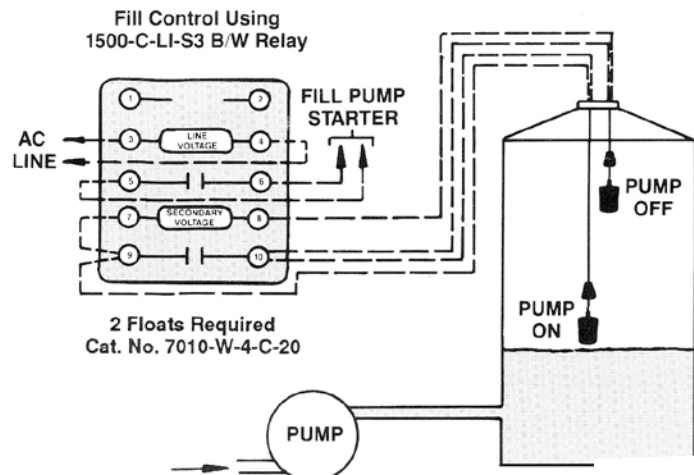 Fill Control Using
1500-C-LI-S3 B/W Relay
1
2
AC
LINE
3
LINE
VOLTAGE
4
FILL PUMP
STARTER
5
6
7
SECONDARY
VOLTAGE
8
9
10
PUMP
OFF
PUMP
ON
2 Floats Required
Cat. No. 7010-W-4-C-20
PUMP